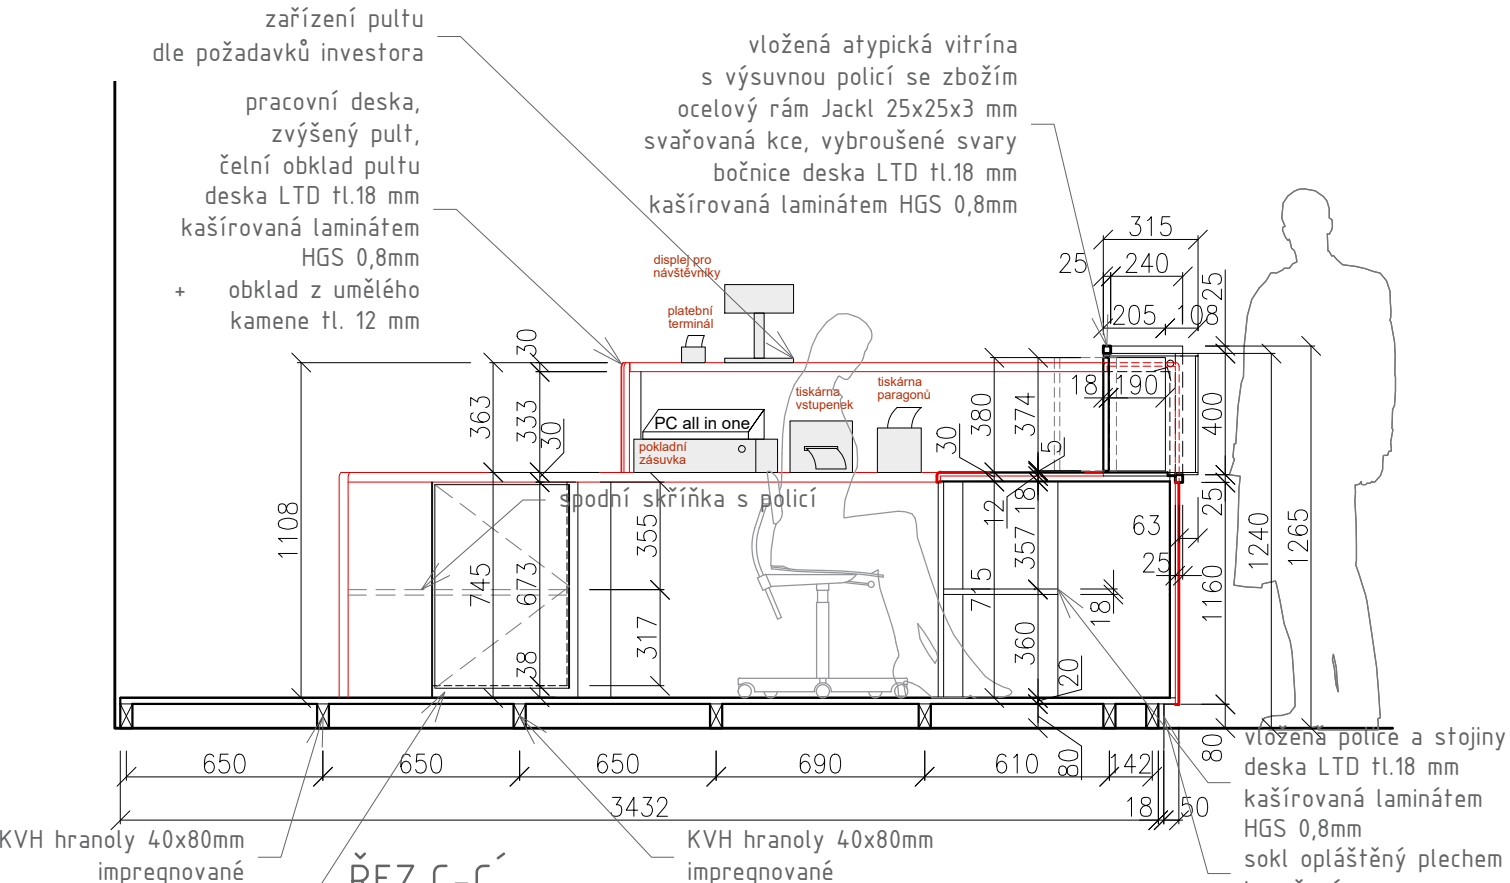 zařízení pultu
dle požadavků investora
pracovní deska,
zvýšený pult,
čelní obklad pultu
deska LTD tl.18 mm
kašírovaná laminátem
HGS 0,8mm
+ obklad z umělého
kamene tl. 12 mm
vložená atypická vitrína
s výsuvnou policí se zbožím
ocelový rám Jackl 25x25x3 mm
svařovaná kce, vybroušené svary
bočnice deska LTD tl.18 mm
kašírovaná laminátem HGS 0,8mm
displej pro
návštěvníky
platební
terminál
PC all in one
pokladní
zásuvka
tiskárna
vstupenek
tiskárna
paragonů
spodní skříňka s policí
315
25 240
25
205 108
18 190
400
30
363
333
30
1108
745
673
38
355
317
380
374
30
5
12
18
357
715
360
20
18
63
25
25
1160
1240
1265
80
80
650 650 650 690 610 142
3432 18 50
vložená police a stojiny
deska LTD tl.18 mm
kašírovaná laminátem
HGS 0,8mm
sokl opláštěný plechem
KVH hranoly 40x80mm
impregnované
ŘEZ C-C´
KVH hranoly 40x80mm
impregnované